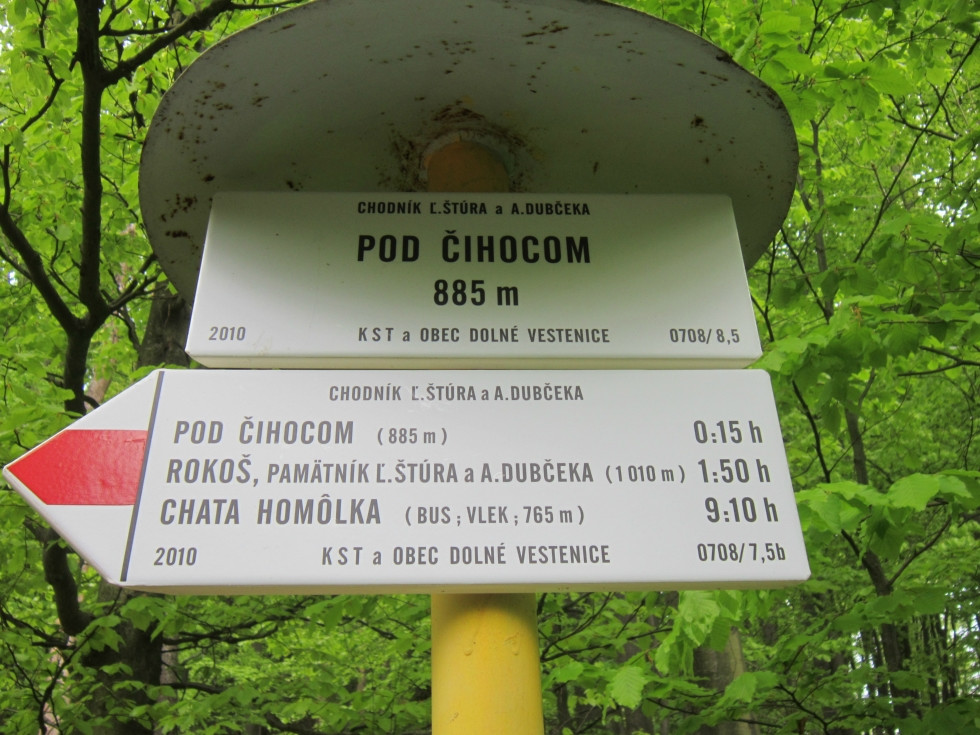 CHODNÍK Ľ.ŠTÚRA a A.DUBČEKA
POD ČIHOCOM
885 m
2010 KST a OBEC DOLNÉ VESTENICE 0708/8,5
CHODNÍK Ľ.ŠTÚRA a A.DUBČEKA
POD ČIHOCOM (885 m) 0:15 h
ROKOŠ, PAMÄTNÍK Ľ.ŠTÚRA a A.DUBČEKA (1 010 m) 1:50 h
CHATA HOMÔLKA (BUS ; VLEK ; 765 m) 9:10 h
2010 KST a OBEC DOLNÉ VESTENICE 0708/7,5b